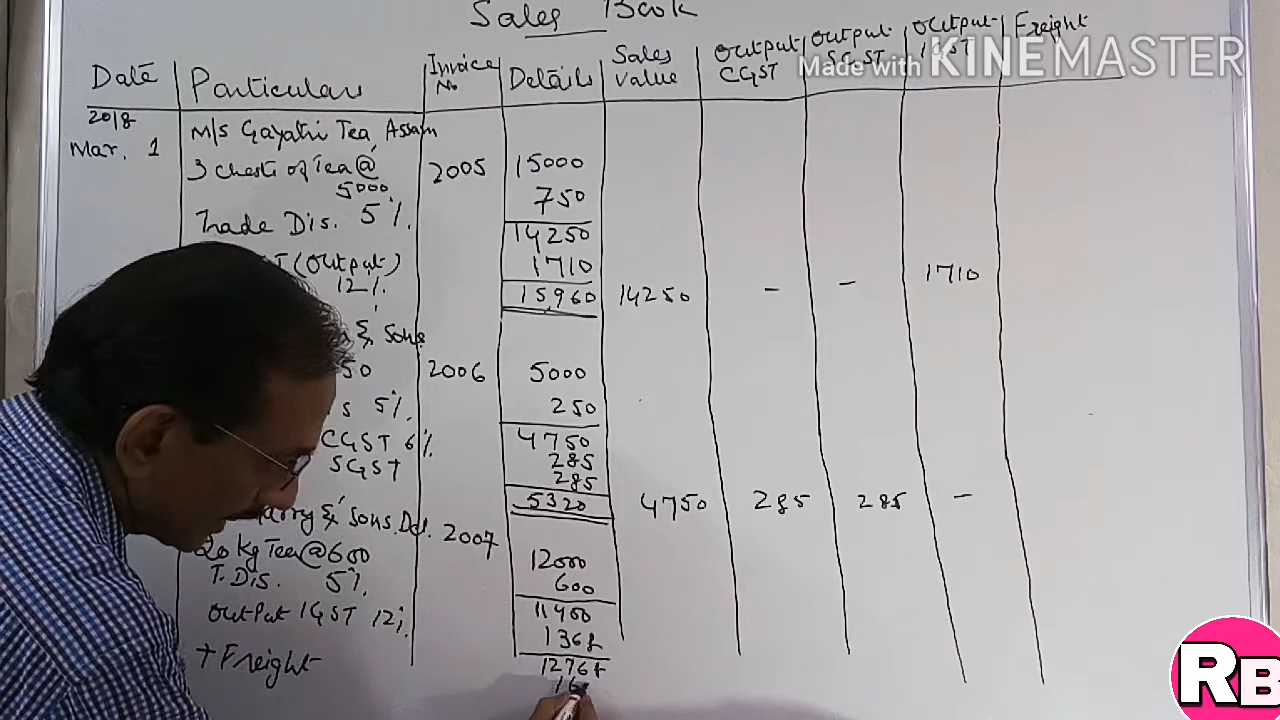 Sales Book
Date Particulars Invoice No Details Sales Value Output CGST Output SGST Output IGST Freight
Made with KINEMASTER
2018
Mar. 1 M/S Gayathri Tea, Assam
3 Chests of Tea @ 5000 2005 15000
750
Trade Dis. 5%. 14250
(Output) 1710
12%. 15,960 14250 - - 1710
& Sons
50 2006 5000
s 5%. 250
CGST 6%. 4750
SGST 285
285
5320 4750 285 285 -
arry & Sons. Del. 2007
20 Kg Tea @ 600 12000
T. Dis. 5%. 600
OutPut IGST 12%. 11400
1368
+ Freight 12768
RB